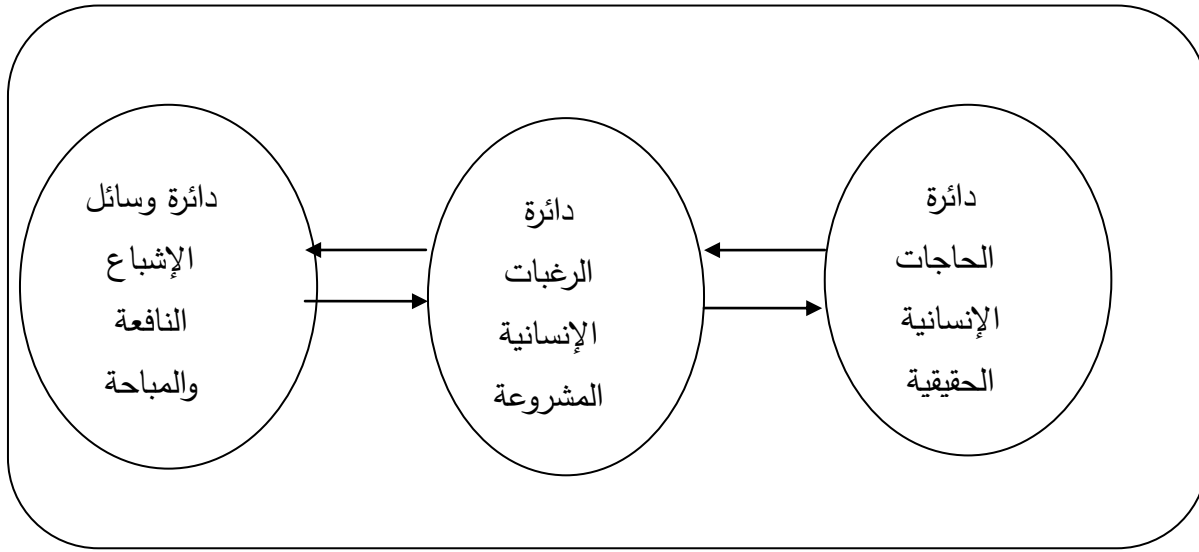 دائرة
الحاجات
الإنسانية
الحقيقية
دائرة
الرغبات
الإنسانية
المشروعة
دائرة وسائل
الإشباع
النافعة
والمباحة